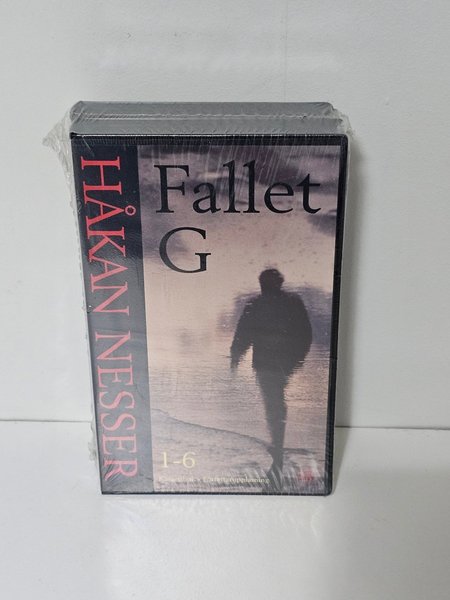 HÅKAN NESSER
Fallet
G
1-6